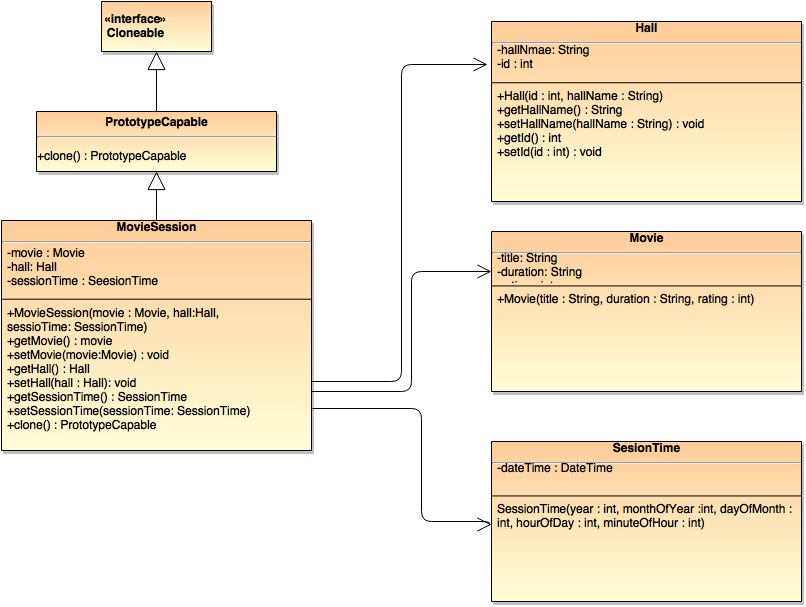 «interface»
Cloneable
PrototypeCapable
+clone() : PrototypeCapable
MovieSession
-movie : Movie
-hall: Hall
-sessionTime : SeesionTime
+MovieSession(movie : Movie, hall:Hall,
sessioTime: SessionTime)
+getMovie() : movie
+setMovie(movie:Movie) : void
+getHall() : Hall
+setHall(hall : Hall): void
+getSessionTime() : SessionTime
+setSessionTime(sessionTime: SessionTime)
+clone() : PrototypeCapable
Hall
-hallNmae: String
-id : int
+Hall(id : int, hallName : String)
+getHallName() : String
+setHallName(hallName : String) : void
+getId() : int
+setId(id : int) : void
Movie
-title: String
-duration: String
+Movie(title : String, duration : String, rating : int)
SesionTime
-dateTime : DateTime
SessionTime(year : int, monthOfYear :int, dayOfMonth :
int, hourOfDay : int, minuteOfHour : int)